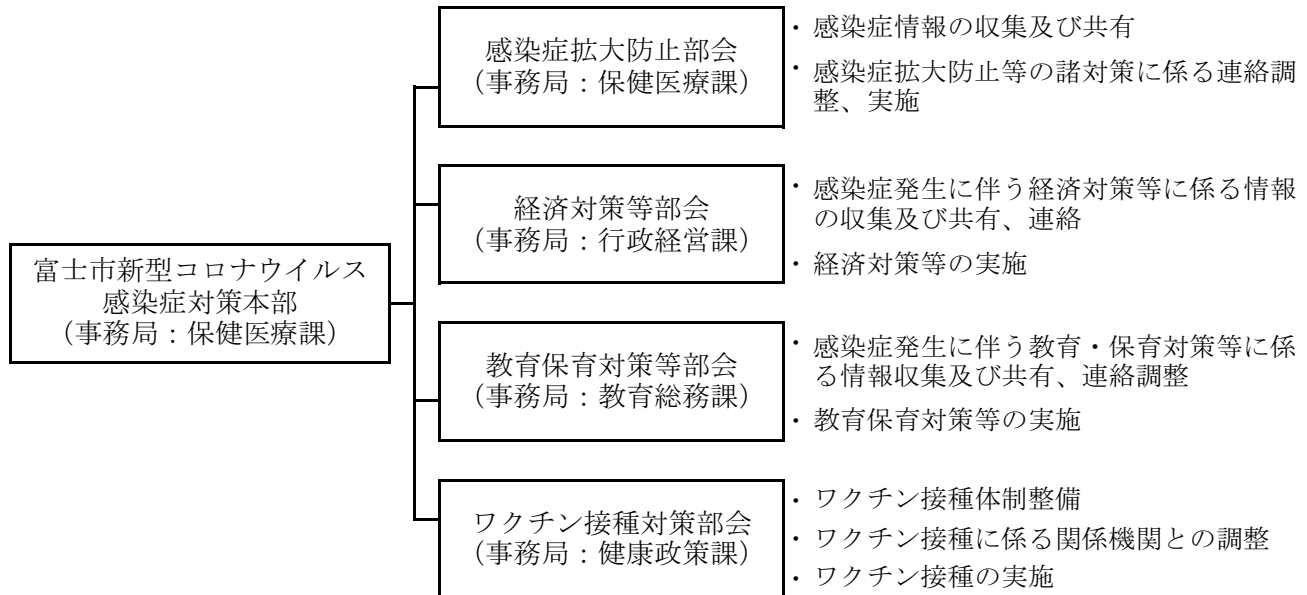 富士市新型コロナウイルス
感染症対策本部
（事務局：保健医療課）
感染症拡大防止部会
（事務局：保健医療課）
・感染症情報の収集及び共有
・感染症拡大防止等の諸対策に係る連絡調
整、実施
経済対策等部会
（事務局：行政経営課）
・感染症発生に伴う経済対策等に係る情報
の収集及び共有、連絡
・経済対策等の実施
教育保育対策等部会
（事務局：教育総務課）
・感染症発生に伴う教育・保育対策等に係
る情報収集及び共有、連絡調整
・教育保育対策等の実施
ワクチン接種対策部会
（事務局：健康政策課）
・ワクチン接種体制整備
・ワクチン接種に係る関係機関との調整
・ワクチン接種の実施